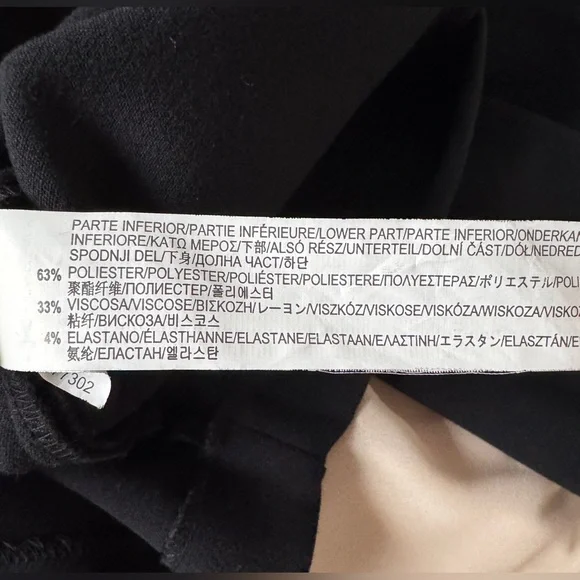 PARTE INFERIOR/PARTIE INFÉRIEURE/LOWER PART/PARTE INFERIOR/ONDERKAN
INFERIORE/ΚΑΤΩ ΜΕΡΟΣ/下部/ALSÓ RÉSZ/UNTERTEIL/DOLNÍ ČÁST/DÓŁ/NEDRE
SPODNJI DEL/下身/ДОЛНА ЧАСТ/하단
63% POLIESTER/POLYESTER/POLIÉSTER/POLIESTERE/ΠΟΛΥΕΣΤΕΡΑΣ/ポリエステル/POLI
聚酯纤维/ПОЛИЕСТЕР/폴리에스터
33% VISCOSA/VISCOSE/ΒΙΣΚΟΖΗ/レーヨン/VISZKÓZ/VISKOSE/VISKÓZA/WISKOZA/VISKOS
粘纤/ВИСКОЗА/비스코스
4% ELASTANO/ÉLASTHANNE/ELASTANE/ELASTAAN/ΕΛΑΣΤΙΝΗ/エラスタン/ELASZTÁN/E
氨纶/ЕЛАСТАН/엘라스탄
7302